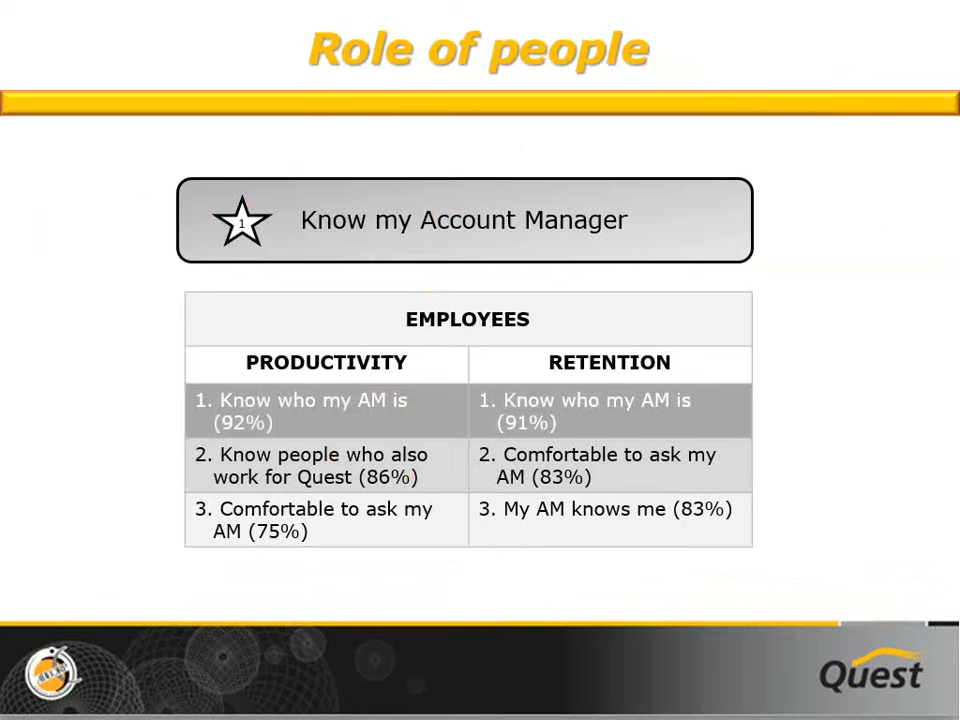 Role of people
1
Know my Account Manager
EMPLOYEES
PRODUCTIVITY
RETENTION
1. Know who my AM is
(92%)
1. Know who my AM is
(91%)
2. Know people who also
work for Quest (86%)
2. Comfortable to ask my
AM (83%)
3. Comfortable to ask my
AM (75%)
3. My AM knows me (83%)
Quest